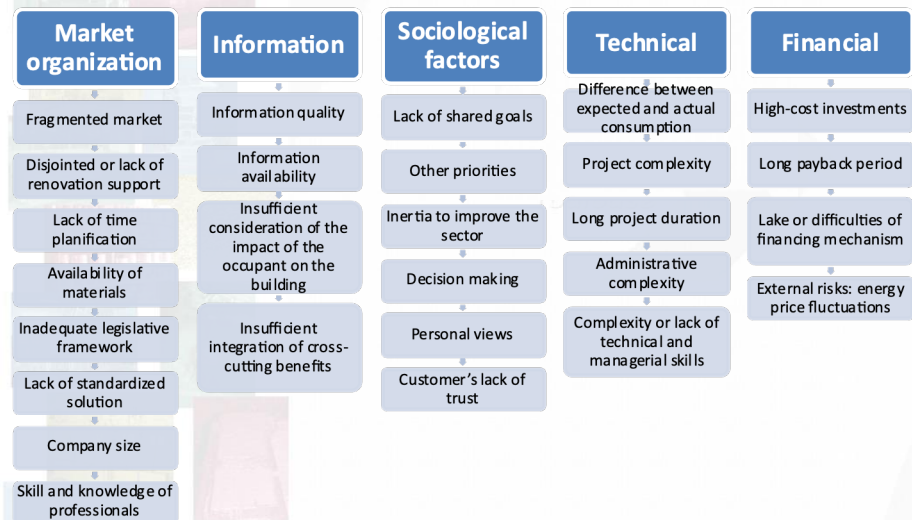 Market
organization
Fragmented market
Disjointed or lack of
renovation support
Lack of time
planification
Availability of
materials
Inadequate legislative
framework
Lack of standardized
solution
Company size
Skill and knowledge of
professionals
Information
Information quality
Information
availability
Insufficient
consideration of the
impact of the
occupant on the
building
Insufficient
integration of cross-
cutting benefits
Sociological
factors
Lack of shared goals
Other priorities
Inertia to improve the
sector
Decision making
Personal views
Customer's lack of
trust
Technical
Difference between
expected and actual
consumption
Project complexity
Long project duration
Administrative
complexity
Complexity or lack of
technical and
managerial skills
Financial
High-cost investments
Long payback period
Lake or difficulties of
financing mechanism
External risks: energy
price fluctuations